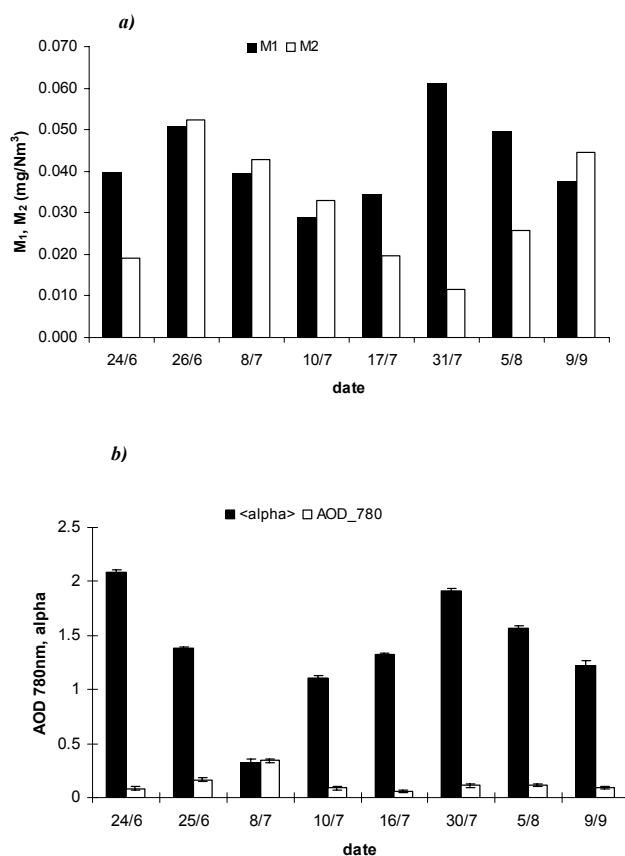 a)
M1 M2
0.070
0.060
0.050
0.040
0.030
0.020
0.010
0.000
M₁, M₂ (mg/Nm³)
24/6 26/6 8/7 10/7 17/7 31/7 5/8 9/9
date
b)
<alpha> AOD_780
2.5
2
1.5
1
0.5
0
AOD 780nm, alpha
24/6 25/6 8/7 10/7 16/7 30/7 5/8 9/9
date